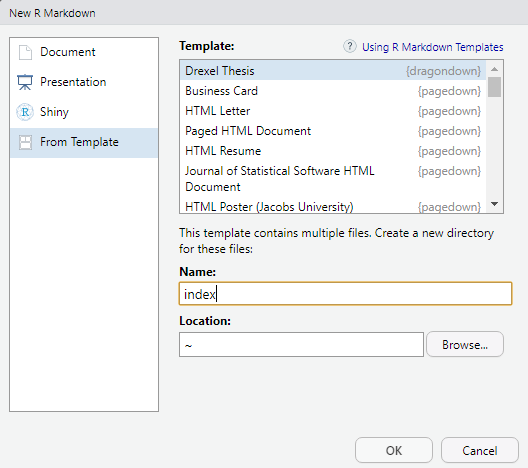 New R Markdown
Document
Presentation
Shiny
From Template
Template:
Using R Markdown Templates
Drexel Thesis {dragondown}
Business Card {pagedown}
HTML Letter {pagedown}
Paged HTML Document {pagedown}
HTML Resume {pagedown}
Journal of Statistical Software HTML {pagedown}
Document
HTML Poster (Jacobs University) {pagedown}
This template contains multiple files. Create a new directory
for these files:
Name:
index
Location:
~
Browse...
OK
Cancel